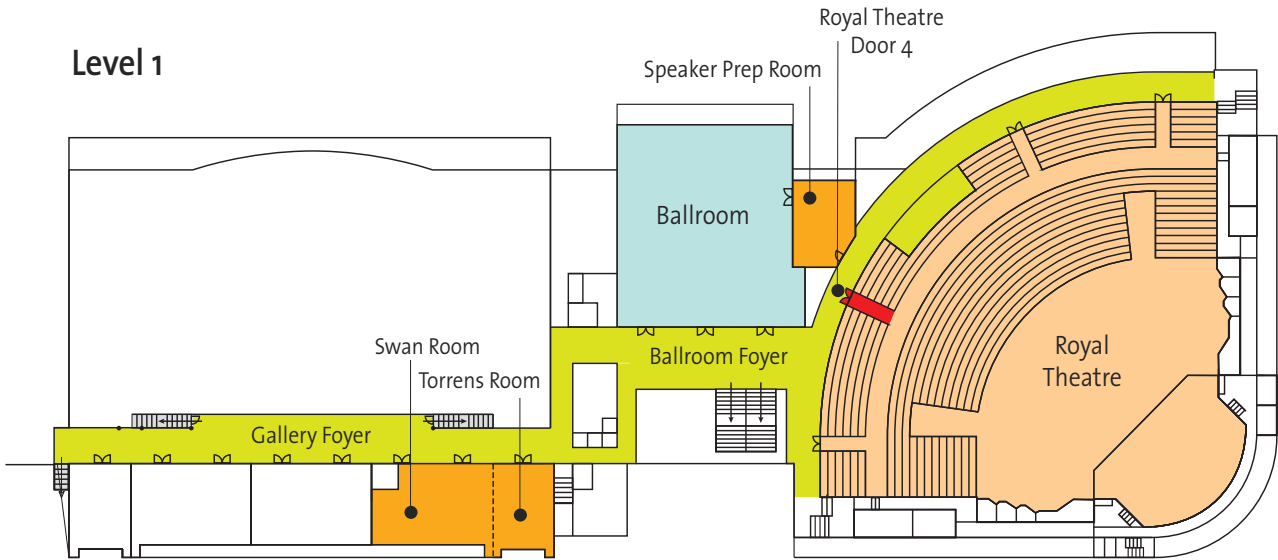 Level 1
Royal Theatre
Door 4
Speaker Prep Room
Ballroom
Swan Room
Torrens Room
Ballroom Foyer
Royal
Theatre
Gallery Foyer